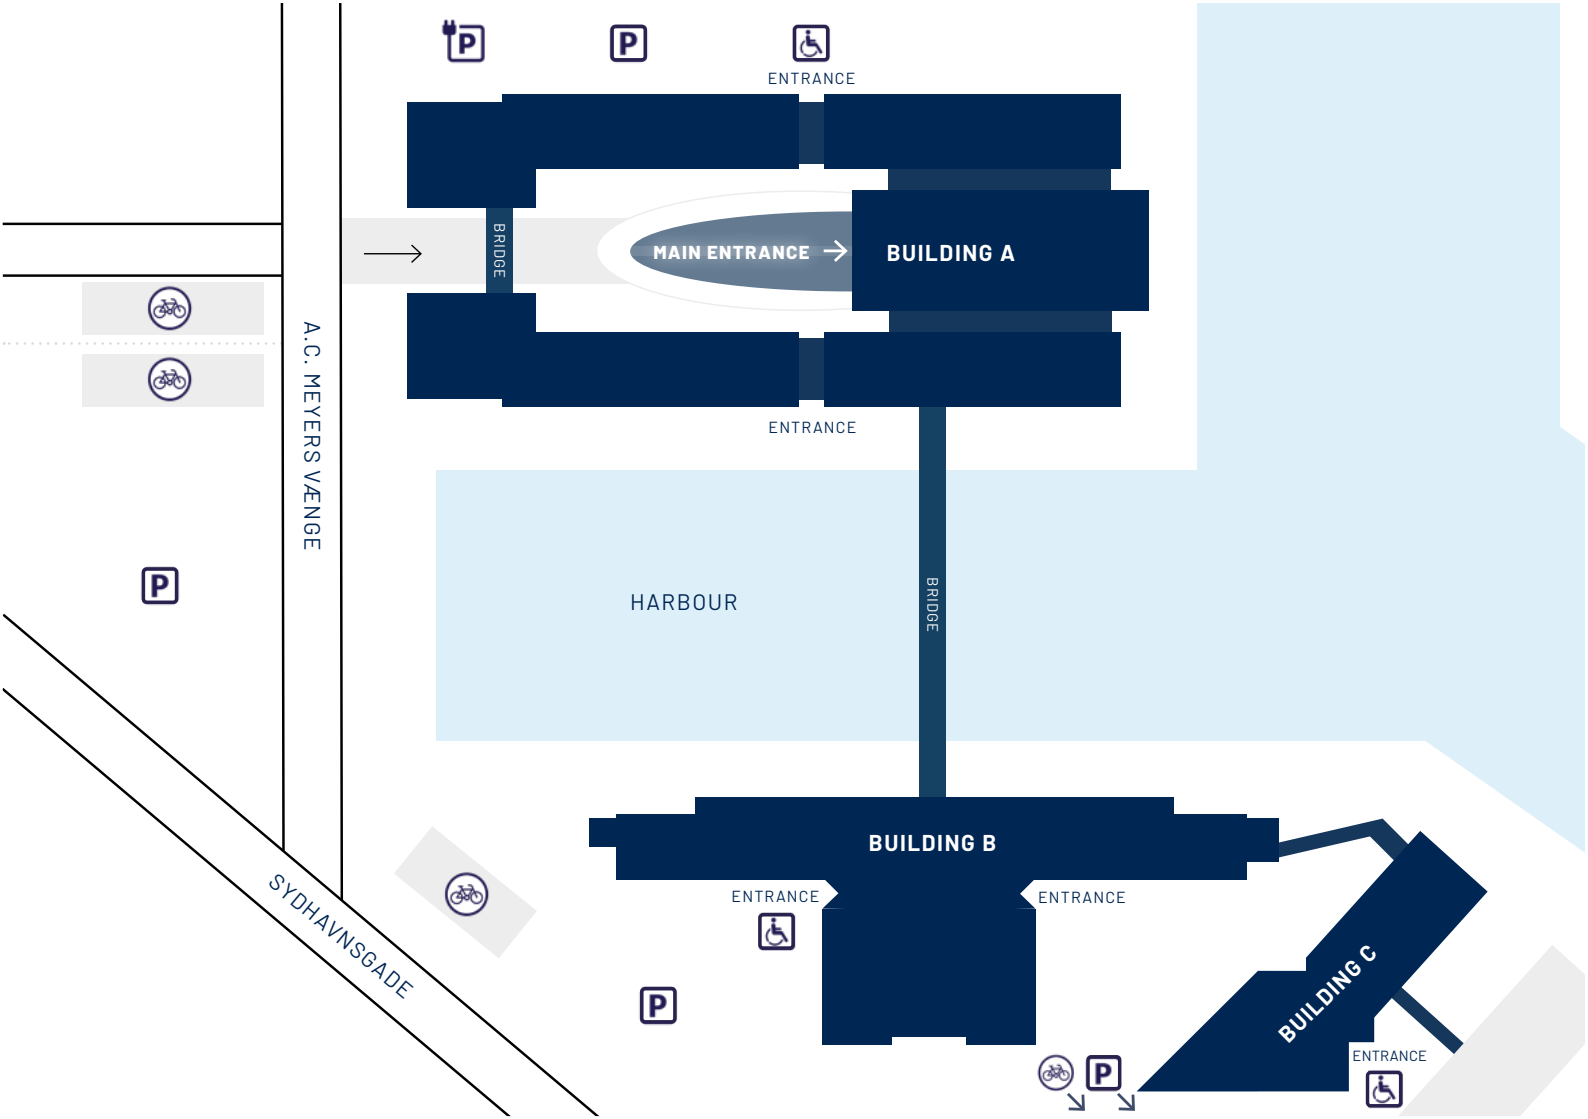 P
P
ENTRANCE
BRIDGE
MAIN ENTRANCE
BUILDING A
A.C. MEYERS VÆNGE
ENTRANCE
P
HARBOUR
BRIDGE
BUILDING B
ENTRANCE
ENTRANCE
SYDHAVNSGADE
BUILDING C
P
P
ENTRANCE